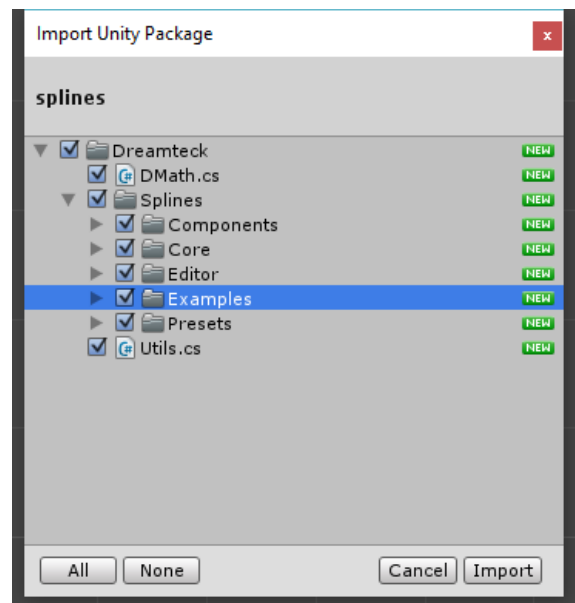 Import Unity Package x
splines
Dreamteck NEW
C# DMath.cs NEW
Splines NEW
Components NEW
Core NEW
Editor NEW
Examples NEW
Presets NEW
C# Utils.cs NEW
All None Cancel Import